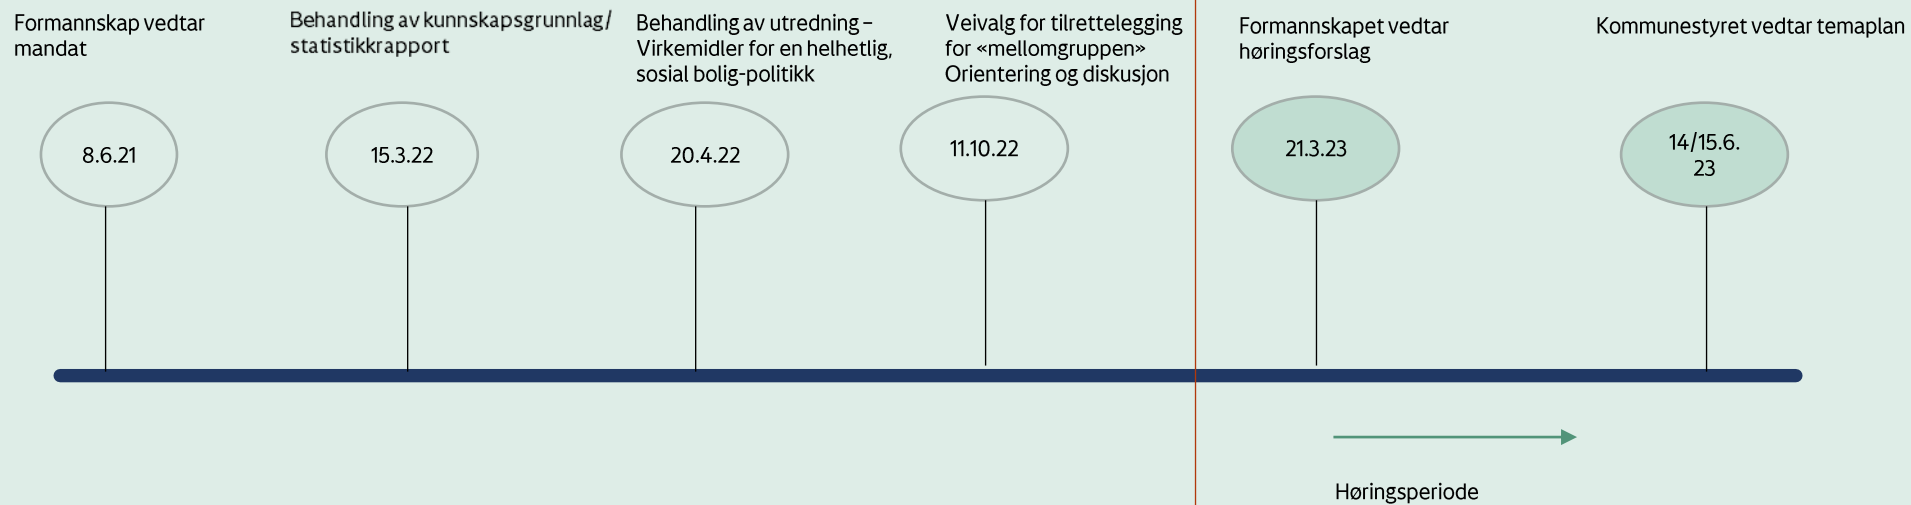 Formannskap vedtar
mandat
Behandling av kunnskapsgrunnlag/
statistikkrapport
Behandling av utredning –
Virkemidler for en helhetlig,
sosial bolig-politikk
Veivalg for tilrettelegging
for «mellomgruppen»
Orientering og diskusjon
Formannskapet vedtar
høringsforslag
Kommunestyret vedtar temaplan
8.6.21
15.3.22
20.4.22
11.10.22
21.3.23
14/15.6.
23
Høringsperiode